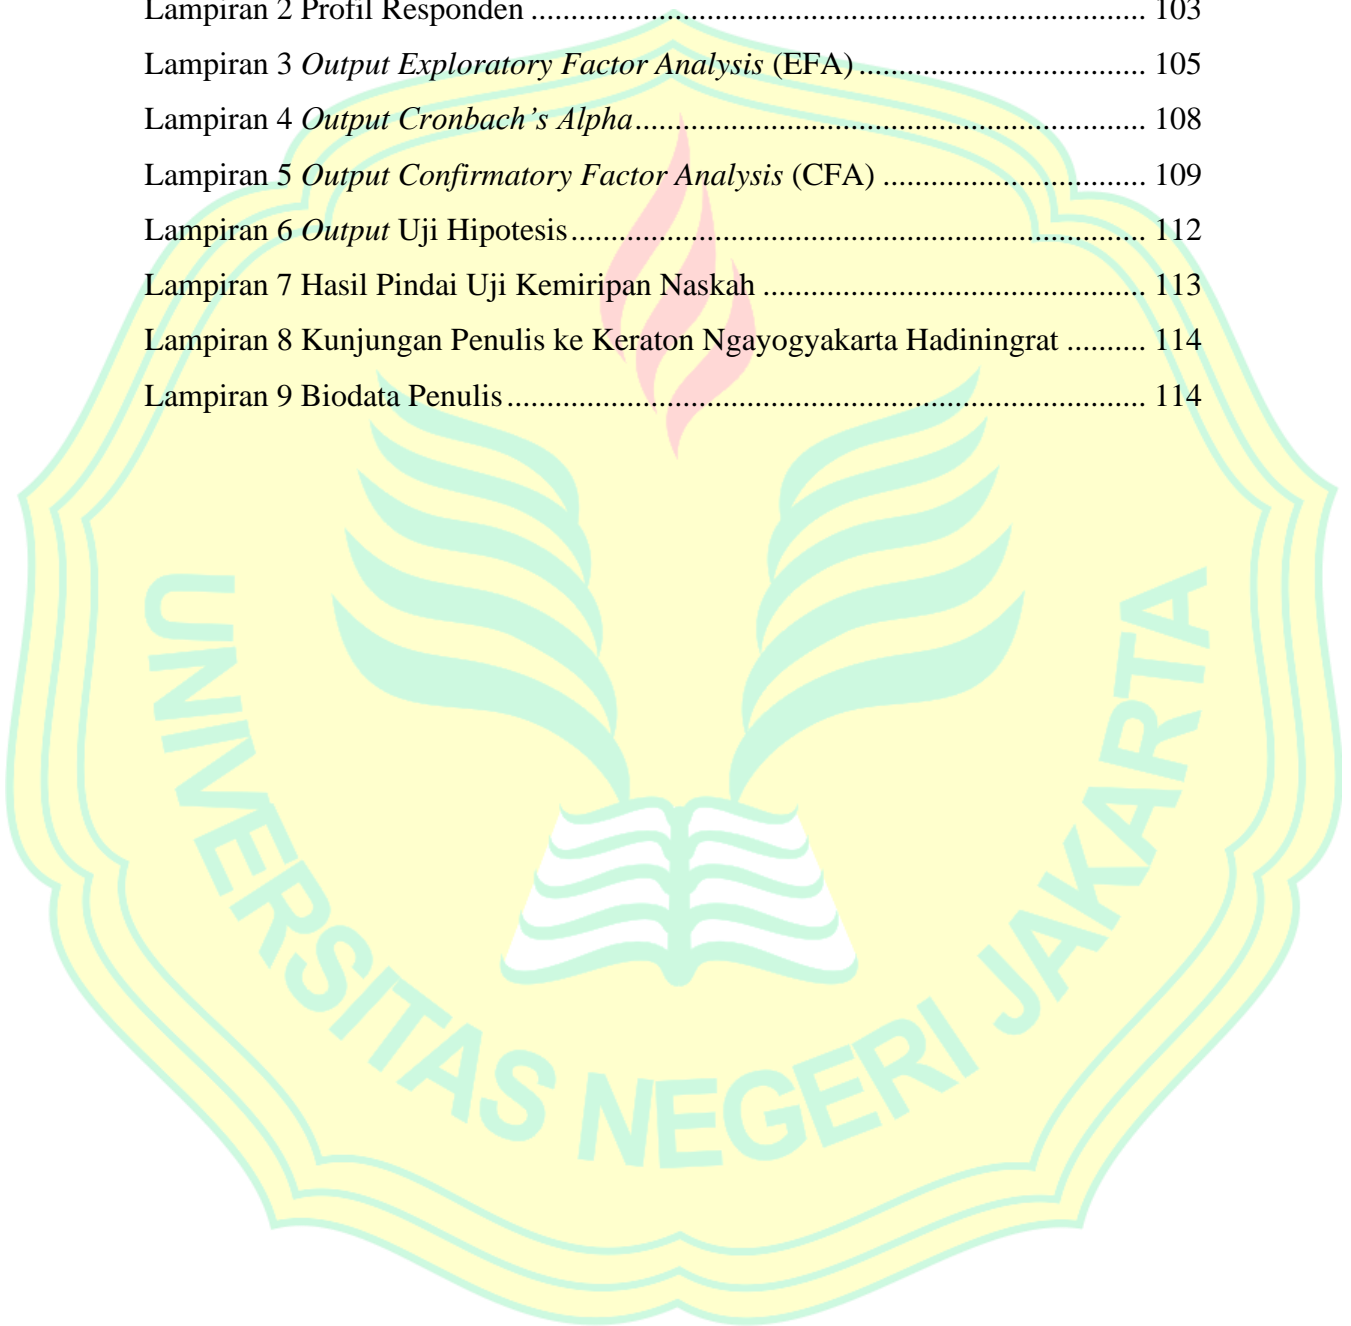 Lampiran 2 Profil Responden .............................................................................. 103
Lampiran 3 Output Exploratory Factor Analysis (EFA) .................................... 105
Lampiran 4 Output Cronbach’s Alpha................................................................. 108
Lampiran 5 Output Confirmatory Factor Analysis (CFA) ................................. 109
Lampiran 6 Output Uji Hipotesis......................................................................... 112
Lampiran 7 Hasil Pindai Uji Kemiripan Naskah ................................................ 113
Lampiran 8 Kunjungan Penulis ke Keraton Ngayogyakarta Hadiningrat .......... 114
Lampiran 9 Biodata Penulis................................................................................. 114
UNIVERSITAS NEGERI JAKARTA